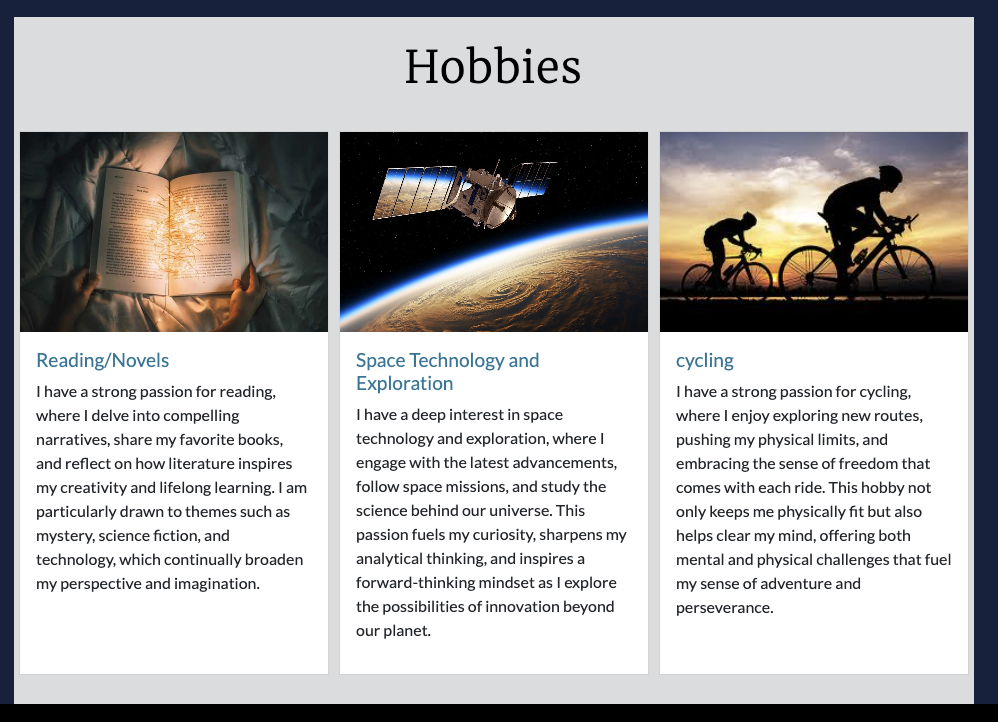 Hobbies
Reading/Novels
I have a strong passion for reading,
where I delve into compelling
narratives, share my favorite books,
and reflect on how literature inspires
my creativity and lifelong learning. I am
particularly drawn to themes such as
mystery, science fiction, and
technology, which continually broaden
my perspective and imagination.
Space Technology and
Exploration
I have a deep interest in space
technology and exploration, where I
engage with the latest advancements,
follow space missions, and study the
science behind our universe. This
passion fuels my curiosity, sharpens my
analytical thinking, and inspires a
forward-thinking mindset as I explore
the possibilities of innovation beyond
our planet.
cycling
I have a strong passion for cycling,
where I enjoy exploring new routes,
pushing my physical limits, and
embracing the sense of freedom that
comes with each ride. This hobby not
only keeps me physically fit but also
helps clear my mind, offering both
mental and physical challenges that fuel
my sense of adventure and
perseverance.